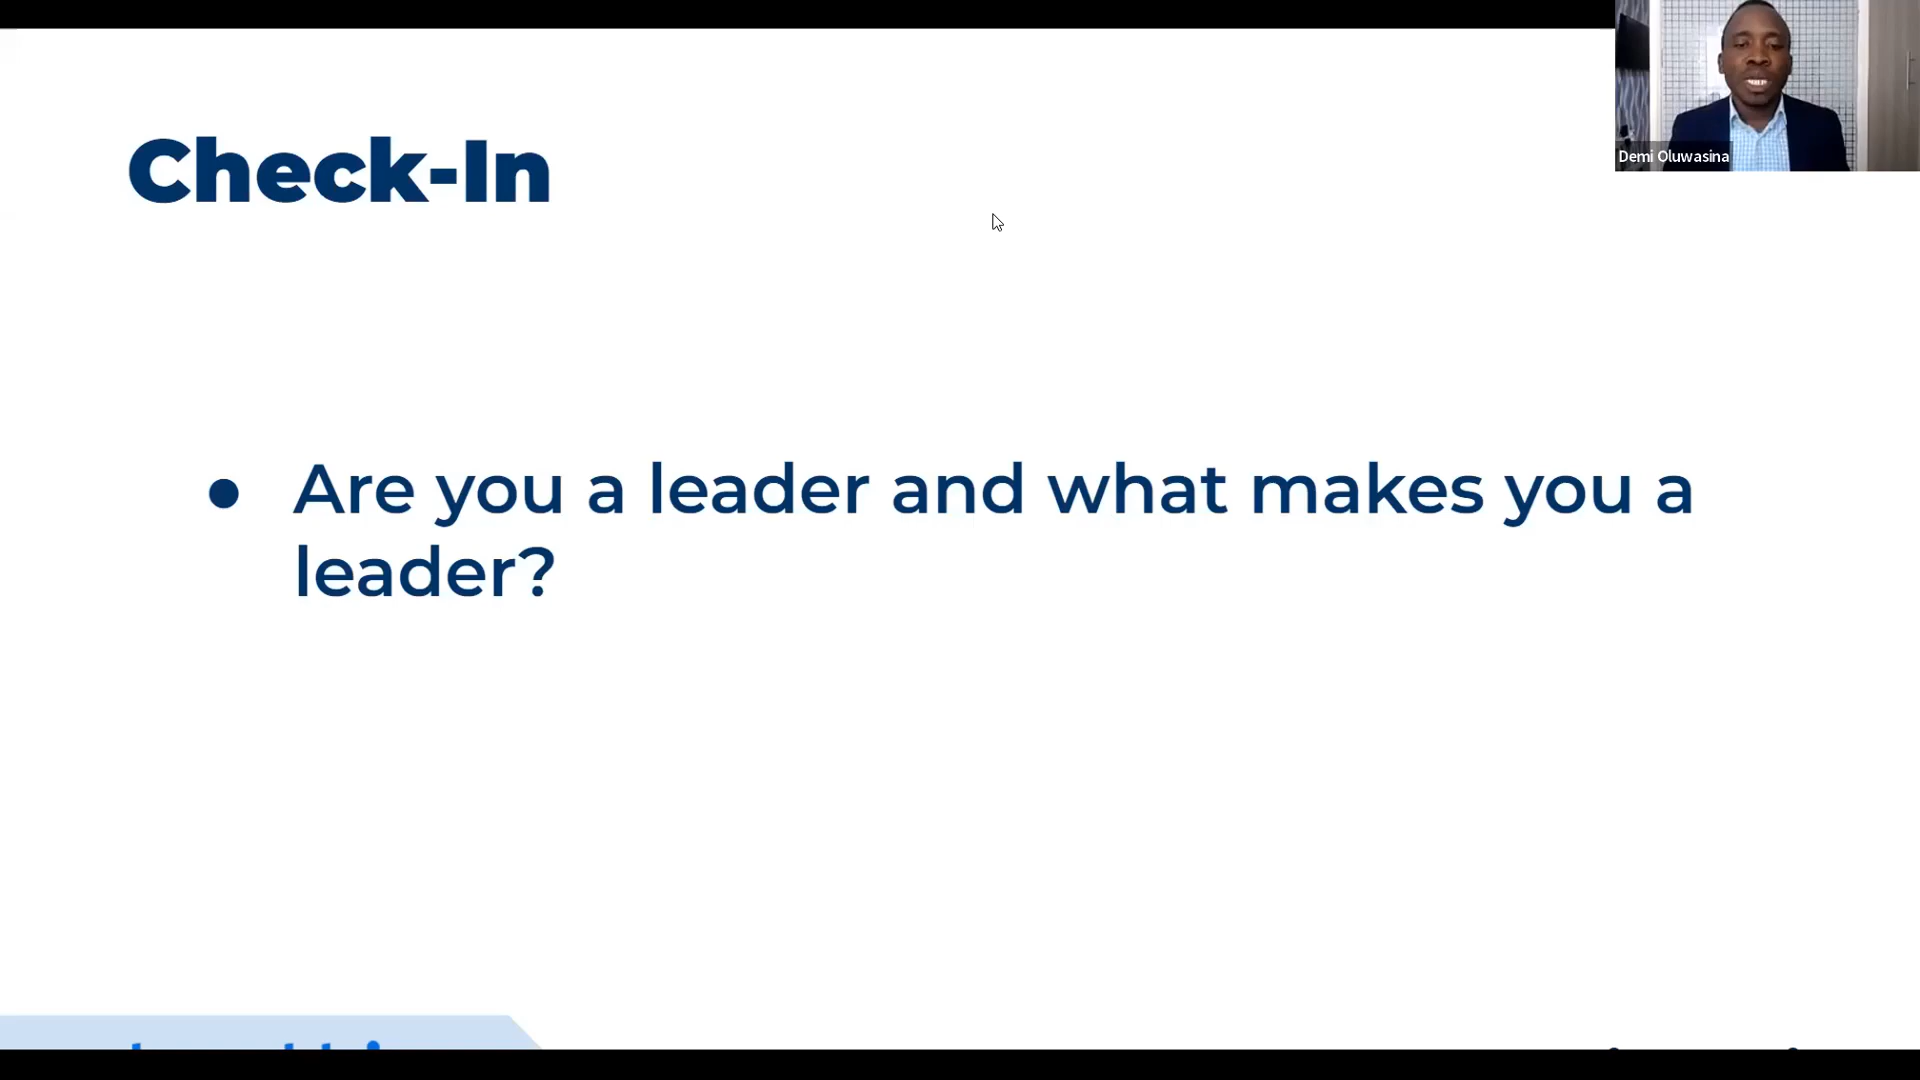 Check-In
Demi Oluwasina
● Are you a leader and what makes you a
leader?